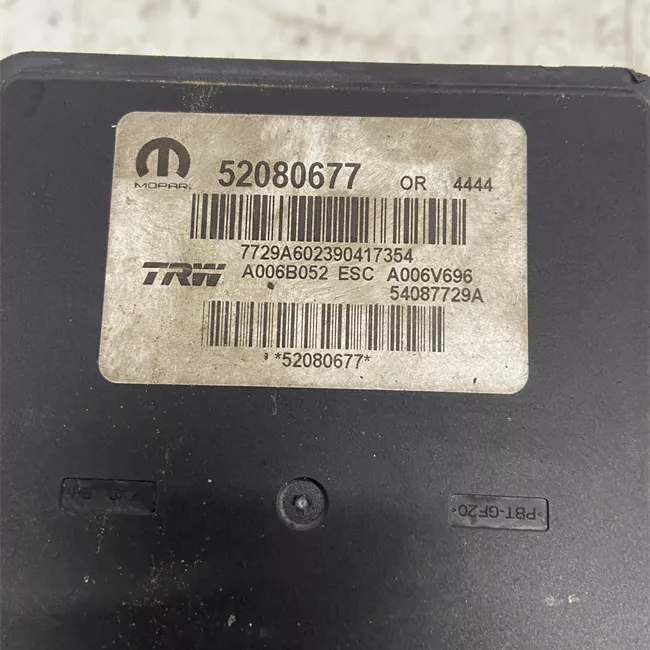 52080677 OR 4444
MOPAR
7729A602390417354
TRW A006B052 ESC A006V696
54087729A
*52080677*
>PBT-GF20<